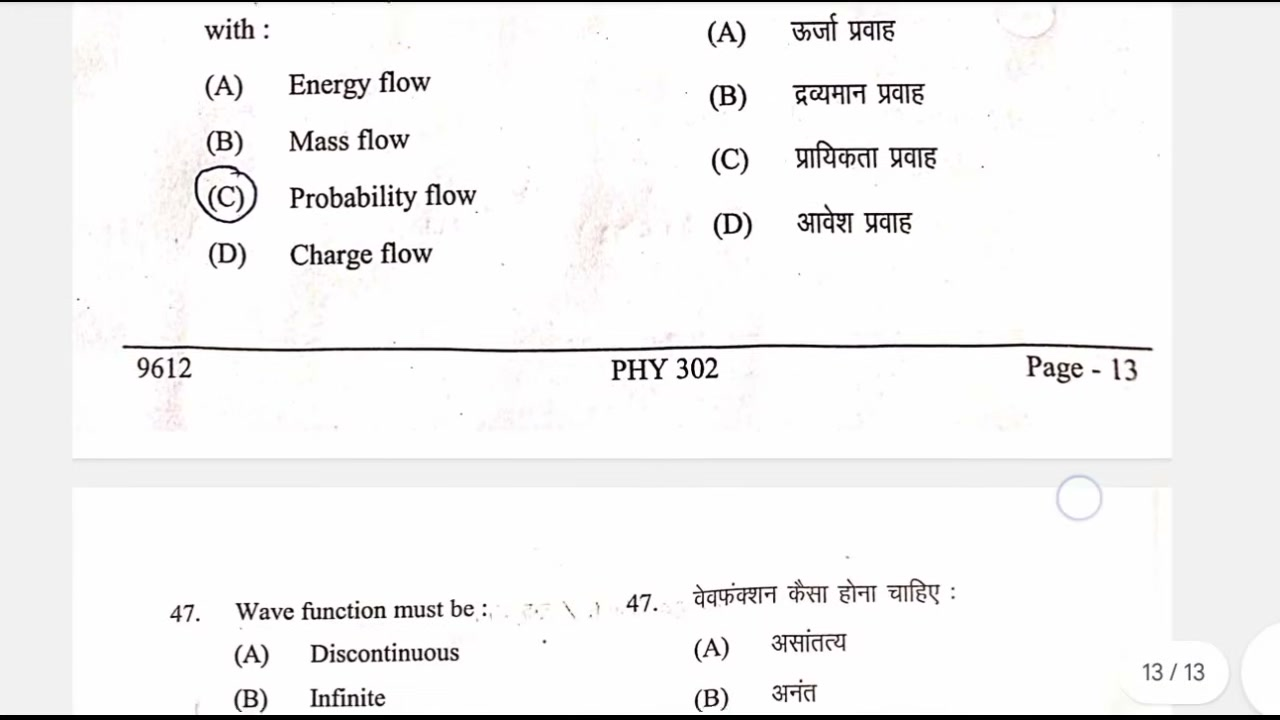 with :
(A) Energy flow
(B) Mass flow
(C) Probability flow
(D) Charge flow
(A) ऊर्जा प्रवाह
(B) द्रव्यमान प्रवाह
(C) प्रायिकता प्रवाह
(D) आवेश प्रवाह
9612 PHY 302 Page - 13
47. Wave function must be :
(A) Discontinuous
(B) Infinite
47. वेवफंक्शन कैसा होना चाहिए :
(A) असांतत्य
(B) अनंत
13 / 13